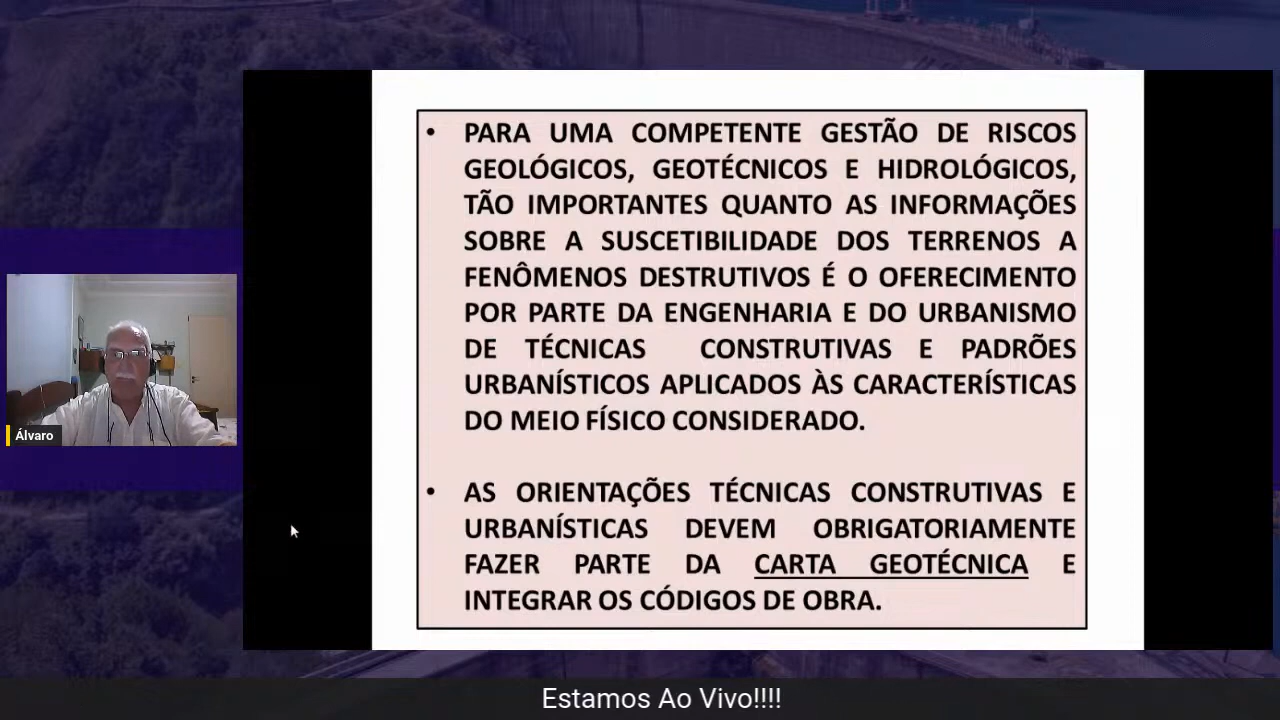 • PARA UMA COMPETENTE GESTÃO DE RISCOS
GEOLÓGICOS, GEOTÉCNICOS E HIDROLÓGICOS,
TÃO IMPORTANTES QUANTO AS INFORMAÇÕES
SOBRE A SUSCETIBILIDADE DOS TERRENOS A
FENÔMENOS DESTRUTIVOS É O OFERECIMENTO
POR PARTE DA ENGENHARIA E DO URBANISMO
DE TÉCNICAS CONSTRUTIVAS E PADRÕES
URBANÍSTICOS APLICADOS ÀS CARACTERÍSTICAS
DO MEIO FÍSICO CONSIDERADO.
• AS ORIENTAÇÕES TÉCNICAS CONSTRUTIVAS E
URBANÍSTICAS DEVEM OBRIGATORIAMENTE
FAZER PARTE DA CARTA GEOTÉCNICA E
INTEGRAR OS CÓDIGOS DE OBRA.
Álvaro
Estamos Ao Vivo!!!!